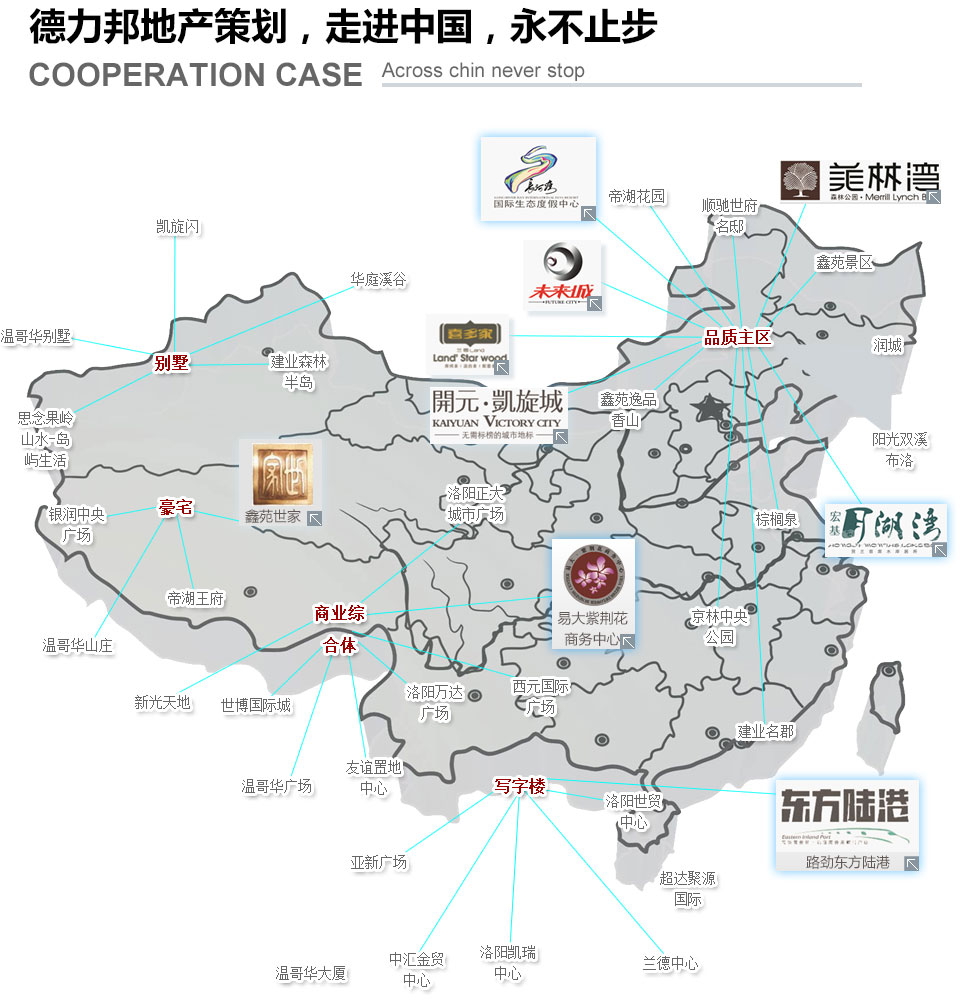 德力邦地产策划，走进中国，永不止步
COOPERATION CASE
Across chin never stop
国际生态度假中心
帝湖花园
顺驰世府
名邸
美林湾
森林公园·Merrill Lynch B
凯旋闪
华庭溪谷
未来城
·FUTURE CITY·
鑫苑景区
温哥华别墅
别墅
建业森林
半岛
喜多家
Land* Star wood
品质主区
润城
思念果岭
山水-岛
屿生活
開元·凯旋城
KAIYUAN VICTORY CITY
无需标榜的城市地标
鑫苑逸品
香山
阳光双溪
布洛
鑫苑世家
洛阳正大
城市广场
银润中央
广场
豪宅
棕榈泉
宏基
月湖湾
帝湖王府
商业综
合体
易大紫荆花
商务中心
京林中央
公园
温哥华山庄
新光天地
世博国际城
洛阳万达
广场
西元国际
广场
建业名郡
温哥华广场
友谊置地
中心
写字楼
洛阳世贸
中心
东方陆港
Eastern Inland Port
路劲东方陆港
亚新广场
超达聚源
国际
温哥华大厦
中汇金贸
中心
洛阳凯瑞
中心
兰德中心